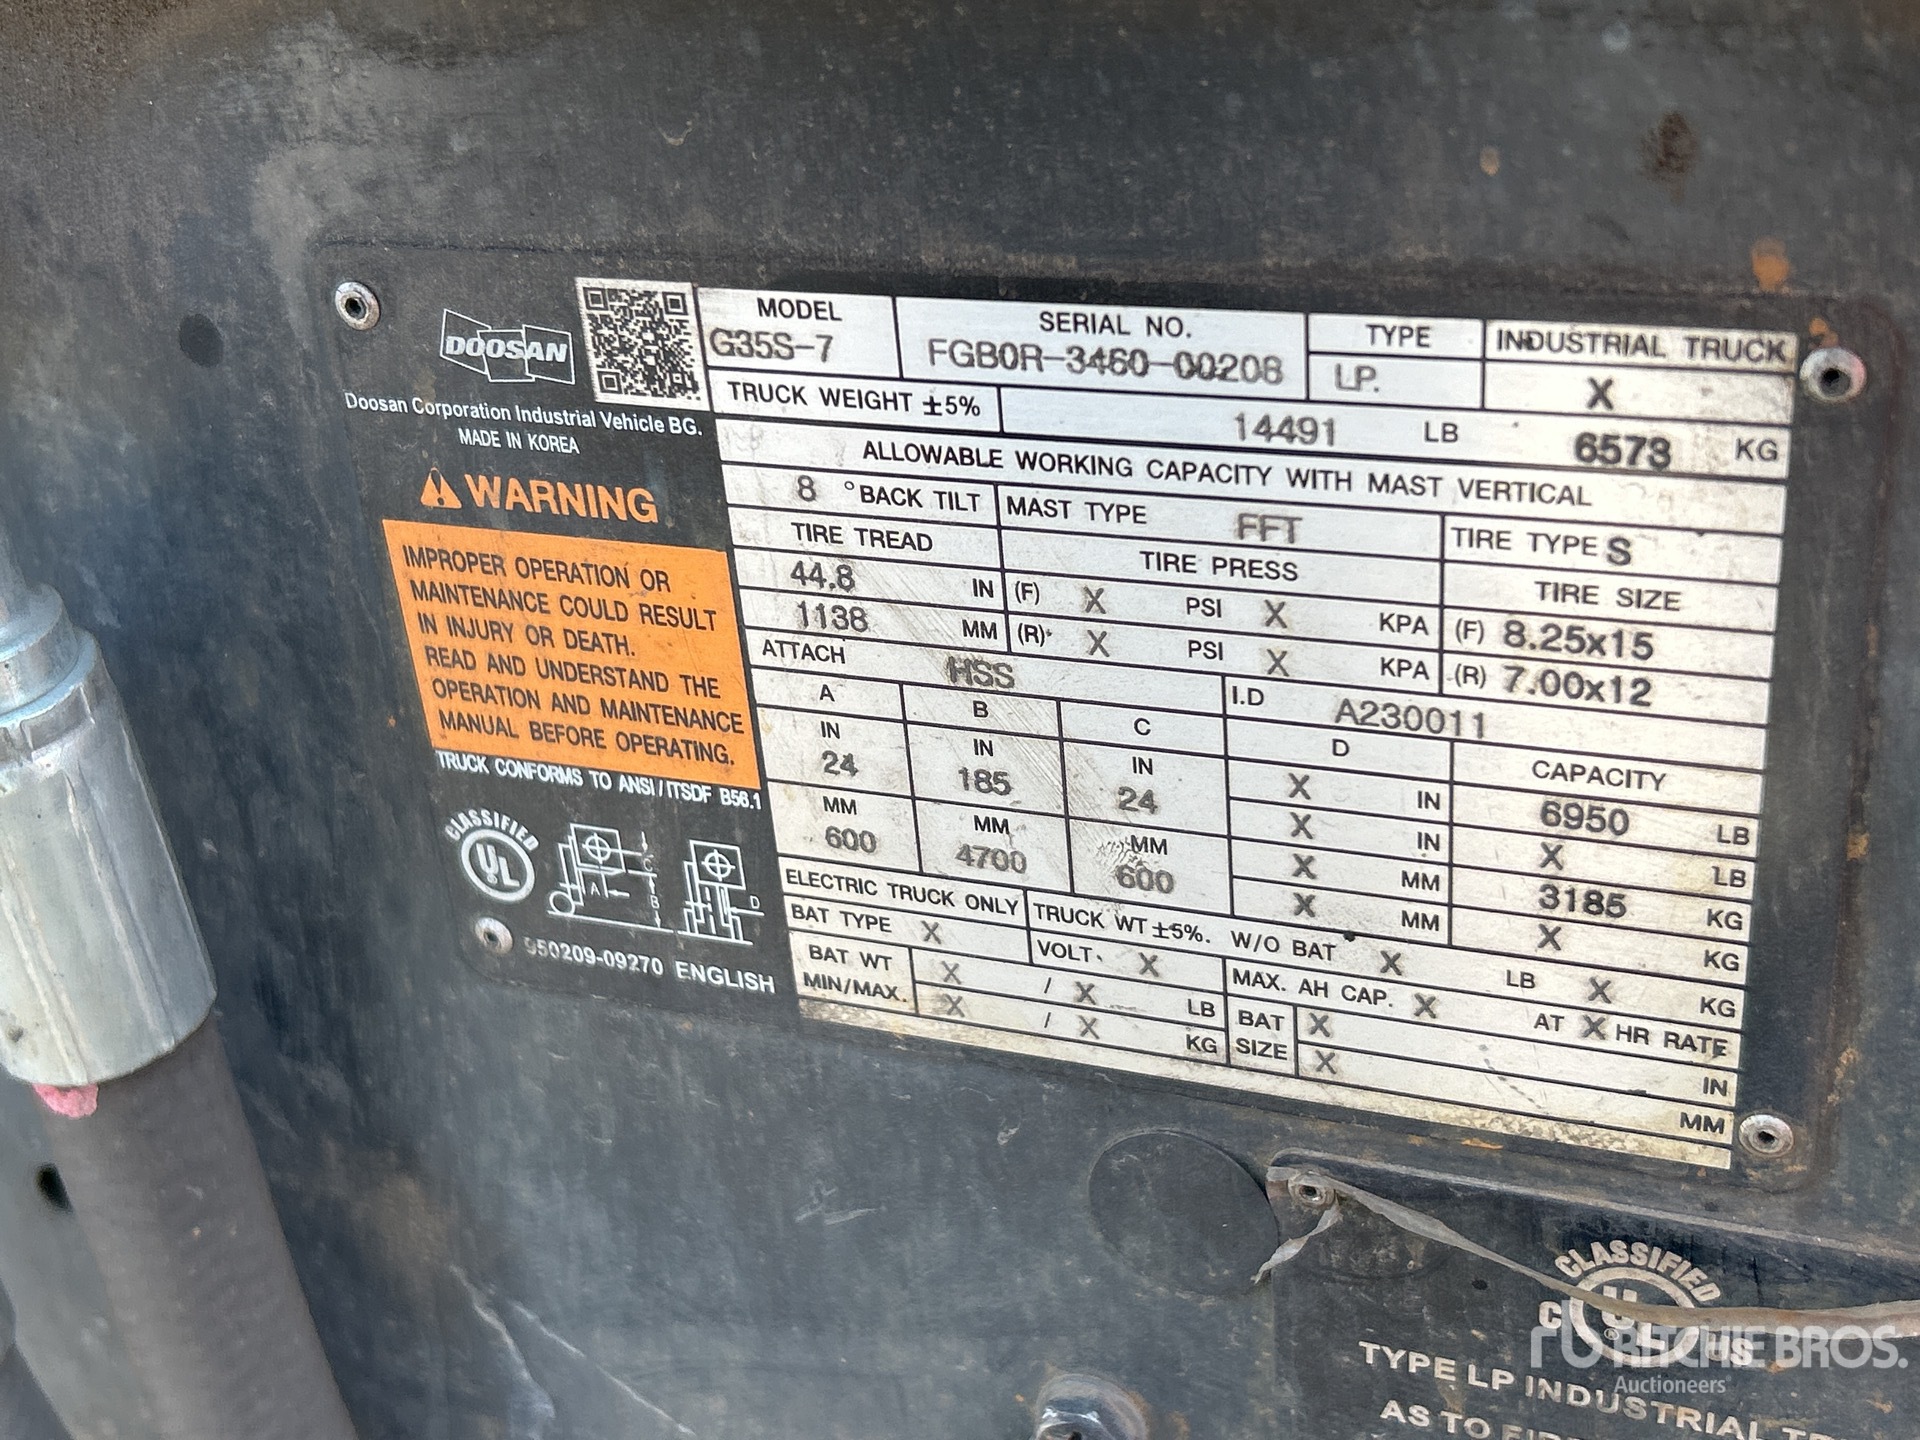 DOOSAN
Doosan Corporation Industrial Vehicle BG.
MADE IN KOREA
WARNING
IMPROPER OPERATION OR
MAINTENANCE COULD RESULT
IN INJURY OR DEATH.
READ AND UNDERSTAND THE
OPERATION AND MAINTENANCE
MANUAL BEFORE OPERATING.
TRUCK CONFORMS TO ANSI/ITSDF B56.1
CLASSIFIED
UL
A C B D
950209-09270 ENGLISH
MODEL SERIAL NO. TYPE INDUSTRIAL TRUCK
G35S-7 FGB0R-3460-00208 LP. X
TRUCK WEIGHT ±5% 14491 LB 6573 KG
ALLOWABLE WORKING CAPACITY WITH MAST VERTICAL
8 °BACK TILT MAST TYPE FFT TIRE TYPE S
TIRE TREAD TIRE PRESS TIRE SIZE
44.8 IN (F) X PSI X KPA (F) 8.25x15
1138 MM (R) X PSI X KPA (R) 7.00x12
ATTACH HSS I.D A230011
A B C D CAPACITY
IN IN IN X IN 6950 LB
24 185 24 X IN X LB
MM MM MM X MM 3185 KG
600 4700 600 X MM X KG
ELECTRIC TRUCK ONLY TRUCK WT ±5%. W/O BAT X LB X KG
BAT TYPE X VOLT. X MAX. AH CAP. X AT X HR RATE
BAT WT X / X LB BAT X IN
MIN/MAX. X / X KG SIZE X MM
CLASSIFIED
C UL US
TYPE LP INDUSTRIAL
AS TO
RITCHIE BROS.
Auctioneers